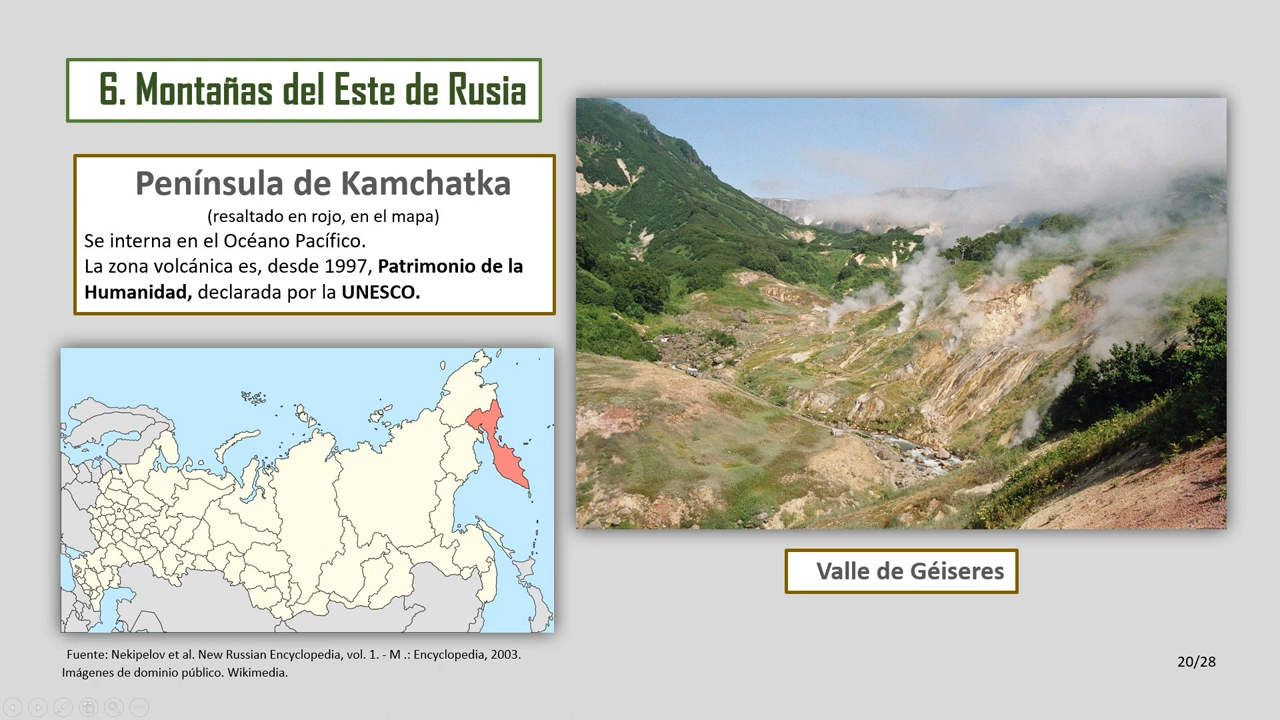 6. Montañas del Este de Rusia
Península de Kamchatka
(resaltado en rojo, en el mapa)
Se interna en el Océano Pacífico.
La zona volcánica es, desde 1997, Patrimonio de la
Humanidad, declarada por la UNESCO.
Valle de Géiseres
Fuente: Nekipelov et al. New Russian Encyclopedia, vol. 1. - M .: Encyclopedia, 2003.
Imágenes de dominio público. Wikimedia.
20/28